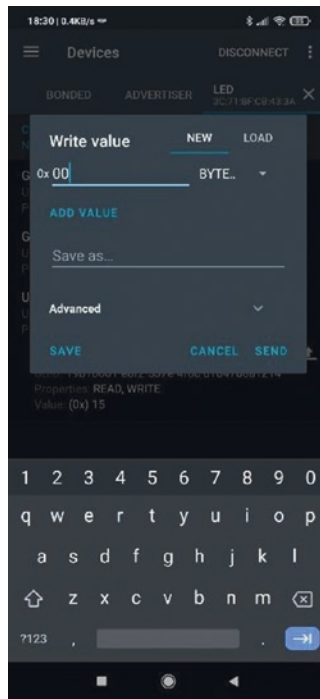 18:30 | 0.4KB/s
Devices DISCONNECT
BONDED ADVERTISER LED
3C:71:BF:CB:43:3A
Write value NEW LOAD
0x 00 BYTE..
ADD VALUE
Save as...
Advanced
SAVE CANCEL SEND
Properties: READ, WRITE
Value: (0x) 15
1 2 3 4 5 6 7 8 9 0
q w e r t y u i o p
a s d f g h j k l
z x c v b n m
?123 , .